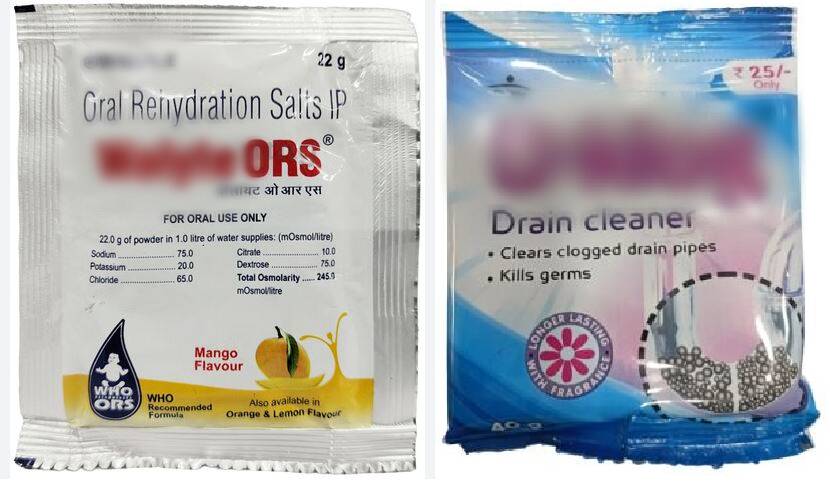 22 g
Oral Rehydration Salts IP
ORS®
ओ आर एस
FOR ORAL USE ONLY
22.0 g of powder in 1.0 litre of water supplies: (mOsmol/litre)
Sodium ........ 75.0
Potassium ........ 20.0
Chloride ........ 65.0
Citrate ........ 10.0
Dextrose ........ 75.0
Total Osmolarity ..... 245.0
mOsmol/litre
Mango
Flavour
WHO
ORS
WHO
Recommended
Formula
Also available in
Orange & Lemon Flavour
₹ 25/-
Only
Drain cleaner
• Clears clogged drain pipes
• Kills germs
LONGER LASTING
WITH FRAGRANCE
40 g